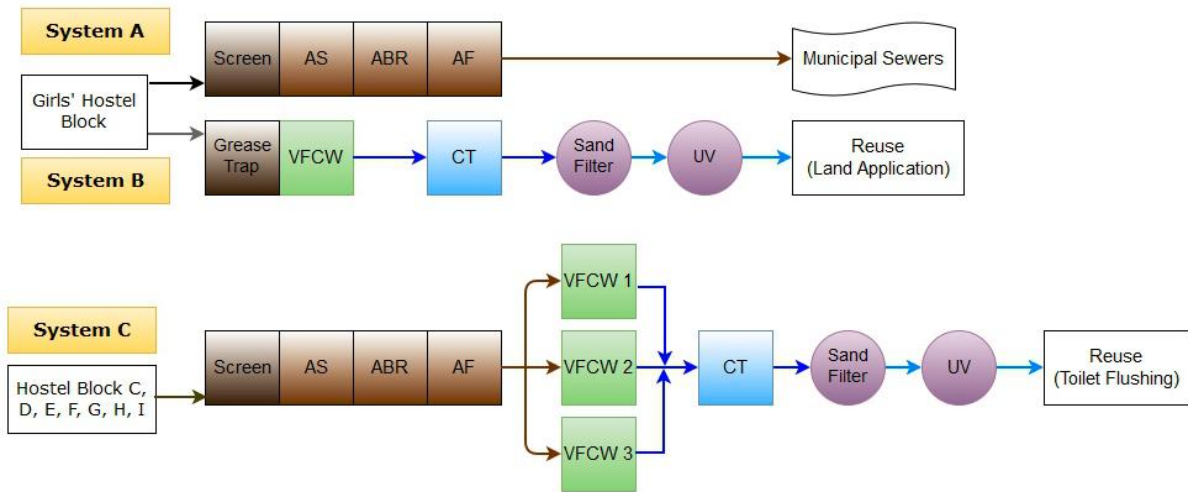 System A
Screen
AS
ABR
AF
Municipal Sewers
Girls' Hostel
Block
Grease
Trap
VFCW
CT
Sand
Filter
UV
Reuse
(Land Application)
System B
System C
Hostel Block C,
D, E, F, G, H, I
Screen
AS
ABR
AF
VFCW 1
VFCW 2
VFCW 3
CT
Sand
Filter
UV
Reuse
(Toilet Flushing)